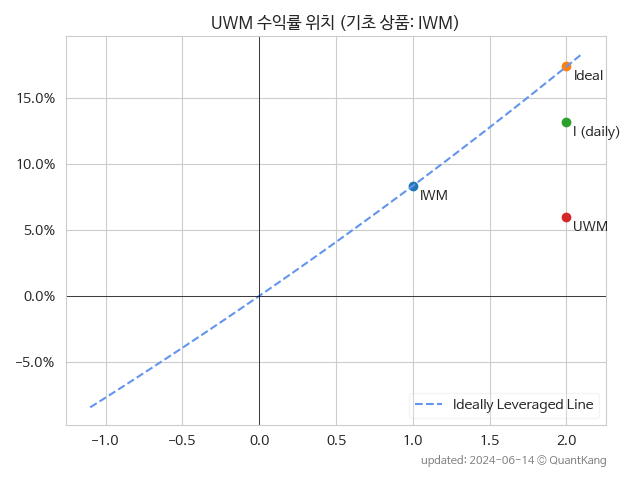 UWM 수익률 위치 (기초 상품: IWM)
15.0%
10.0%
5.0%
0.0%
−5.0%
Ideal
I (daily)
IWM
UWM
Ideally Leveraged Line
−1.0 −0.5 0.0 0.5 1.0 1.5 2.0
updated: 2024-06-14 © QuantKang